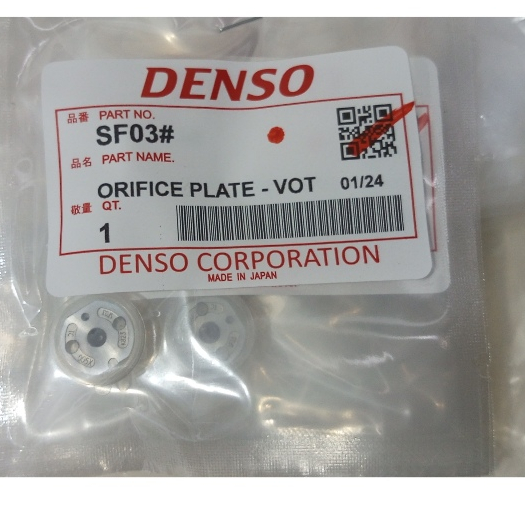 DENSO
品番 PART NO.
SF03#
品名 PART NAME.
ORIFICE PLATE - VOT 01/24
敬量 QT.
1
DENSO CORPORATION
MADE IN JAPAN